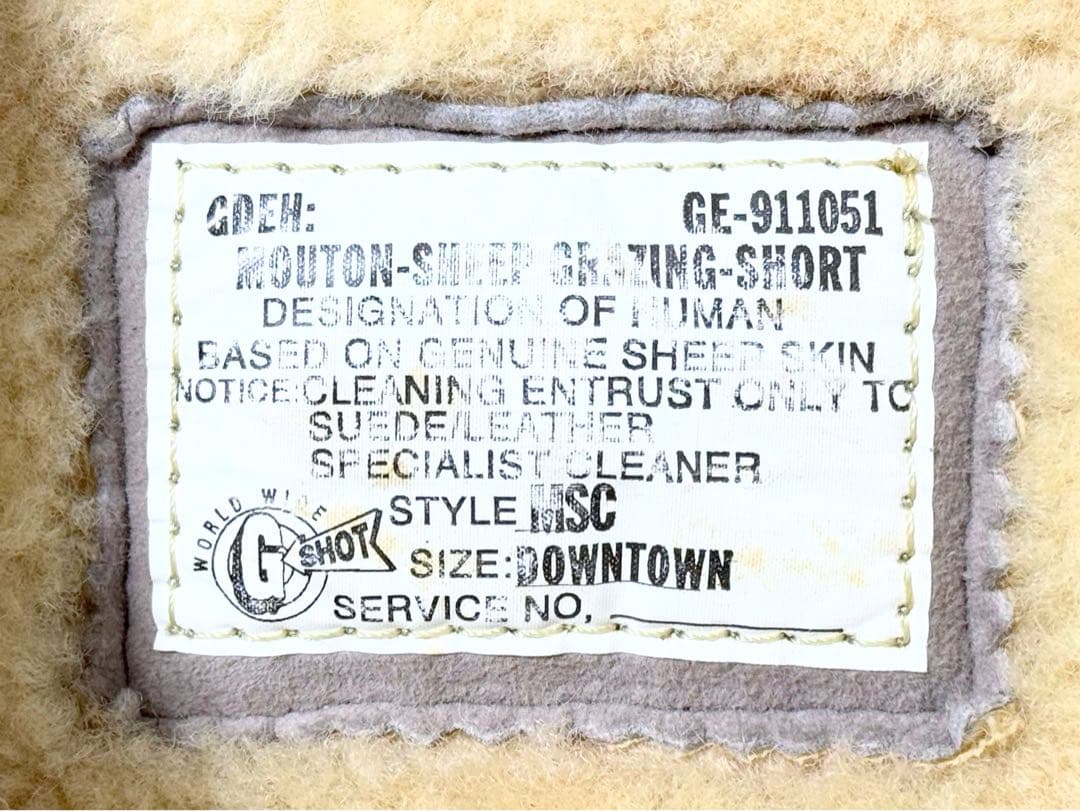 GDEH: GE-911051
MOUTON-SHEEP GRAZING-SHORT
DESIGNATION OF HUMAN
BASED ON GENUINE SHEEP SKIN
NOTICE:CLEANING ENTRUST ONLY TO
SUEDE/LEATHER
SPECIALIST CLEANER
STYLE MSC
SIZE:DOWNTOWN
SERVICE NO,
WORLD WIDE
G SHOT